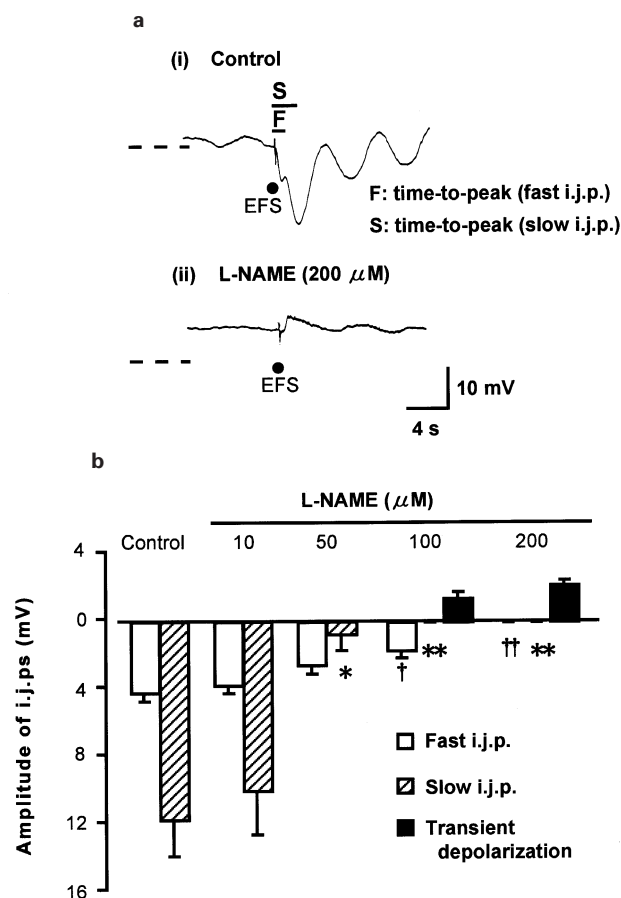 a
(i) Control
S
F
EFS
F: time-to-peak (fast i.j.p.)
S: time-to-peak (slow i.j.p.)
(ii) L-NAME (200 μM)
EFS
10 mV
4 s
b
L-NAME (μM)
Control 10 50 100 200
4
0
4
8
12
16
Amplitude of i.j.ps (mV)
* † ** †† **
Fast i.j.p.
Slow i.j.p.
Transient
depolarization